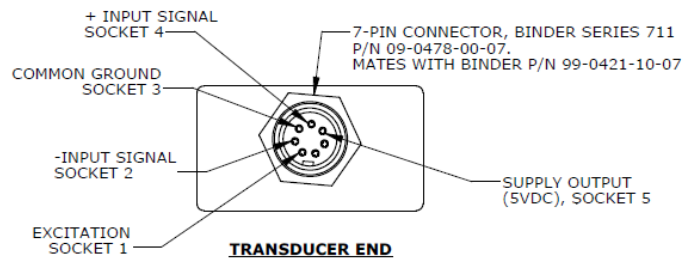 + INPUT SIGNAL
SOCKET 4
7-PIN CONNECTOR, BINDER SERIES 711
P/N 09-0478-00-07.
MATES WITH BINDER P/N 99-0421-10-07
COMMON GROUND
SOCKET 3
-INPUT SIGNAL
SOCKET 2
SUPPLY OUTPUT
(5VDC), SOCKET 5
EXCITATION
SOCKET 1
TRANSDUCER END